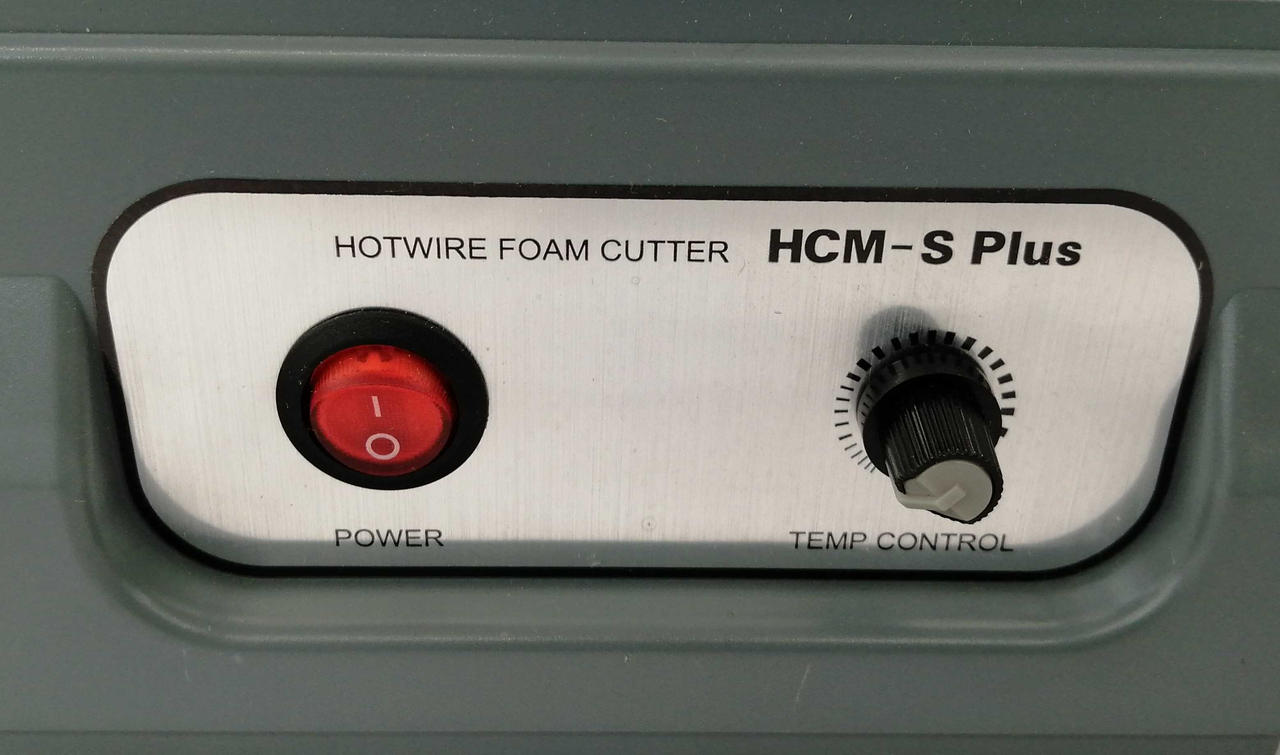 HOTWIRE FOAM CUTTER HCM-S Plus
I
O
POWER
TEMP CONTROL